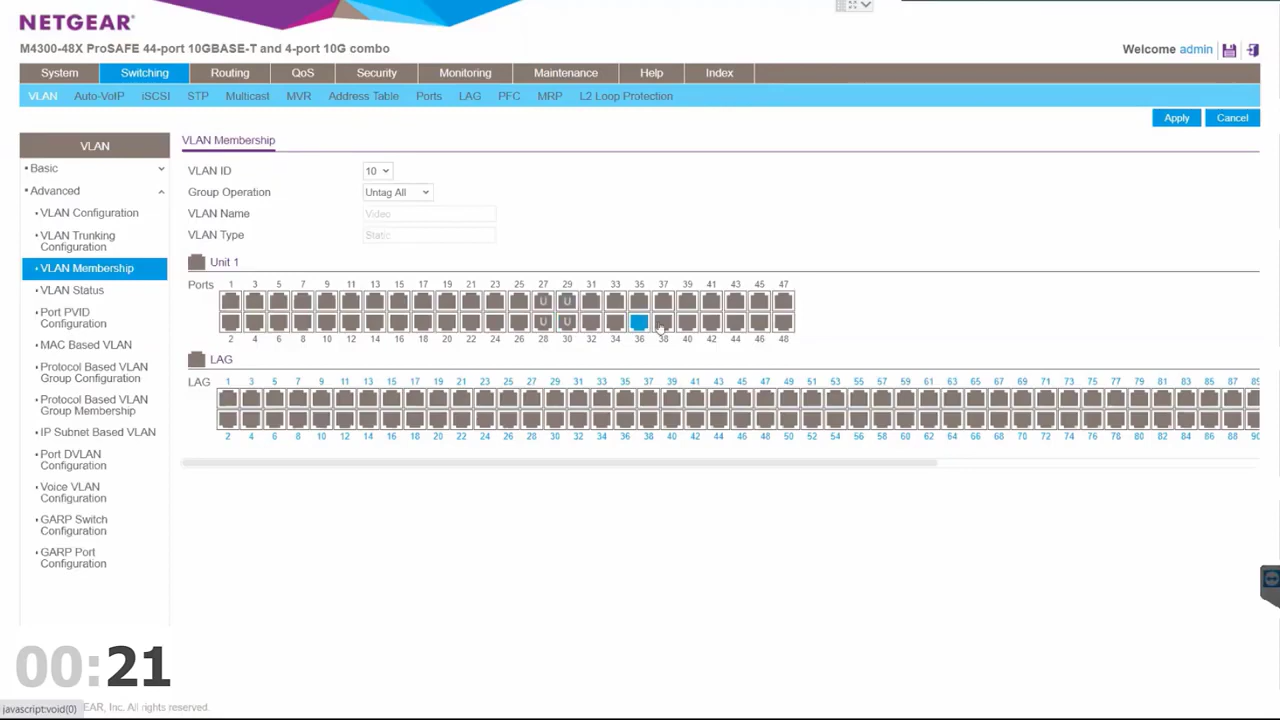 NETGEAR®
M4300-48X ProSAFE 44-port 10GBASE-T and 4-port 10G combo
Welcome admin
System Switching Routing QoS Security Monitoring Maintenance Help Index
VLAN Auto-VoIP iSCSI STP Multicast MVR Address Table Ports LAG PFC MRP L2 Loop Protection
Apply Cancel
VLAN
Basic
Advanced
VLAN Configuration
VLAN Trunking
Configuration
VLAN Membership
VLAN Status
Port PVID
Configuration
MAC Based VLAN
Protocol Based VLAN
Group Configuration
Protocol Based VLAN
Group Membership
IP Subnet Based VLAN
Port DVLAN
Configuration
Voice VLAN
Configuration
GARP Switch
Configuration
GARP Port
Configuration
VLAN Membership
VLAN ID 10
Group Operation Untag All
VLAN Name Video
VLAN Type Static
Unit 1
1 3 5 7 9 11 13 15 17 19 21 23 25 27 29 31 33 35 37 39 41 43 45 47
Ports U U
U U
2 4 6 8 10 12 14 16 18 20 22 24 26 28 30 32 34 36 38 40 42 44 46 48
LAG
LAG 1 3 5 7 9 11 13 15 17 19 21 23 25 27 29 31 33 35 37 39 41 43 45 47 49 51 53 55 57 59 61 63 65 67 69 71 73 75 77 79 81 83 85 87 89
2 4 6 8 10 12 14 16 18 20 22 24 26 28 30 32 34 36 38 40 42 44 46 48 50 52 54 56 58 60 62 64 66 68 70 72 74 76 78 80 82 84 86 88 90
00:21
javascript:void(0) EAR, Inc. All rights reserved.